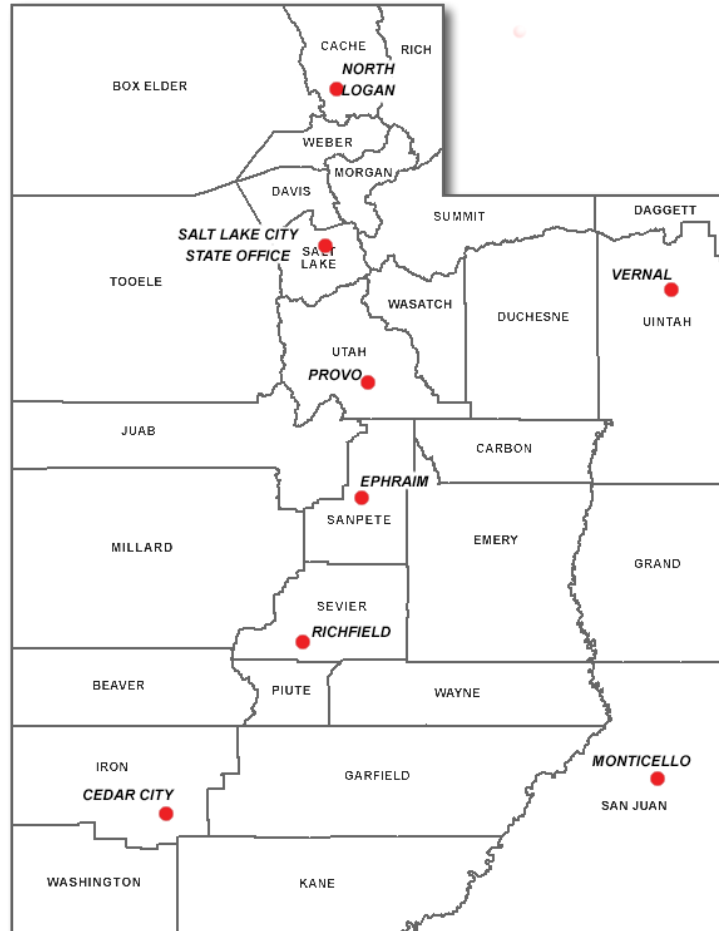 CACHE
RICH
NORTH
LOGAN
BOX ELDER
WEBER
MORGAN
DAVIS
DAGGETT
SUMMIT
SALT LAKE CITY
STATE OFFICE
SALT
LAKE
VERNAL
TOOELE
WASATCH
DUCHESNE
UINTAH
UTAH
PROVO
JUAB
CARBON
EPHRAIM
SANPETE
EMERY
MILLARD
GRAND
SEVIER
RICHFIELD
BEAVER
PIUTE
WAYNE
MONTICELLO
IRON
GARFIELD
CEDAR CITY
SAN JUAN
WASHINGTON
KANE